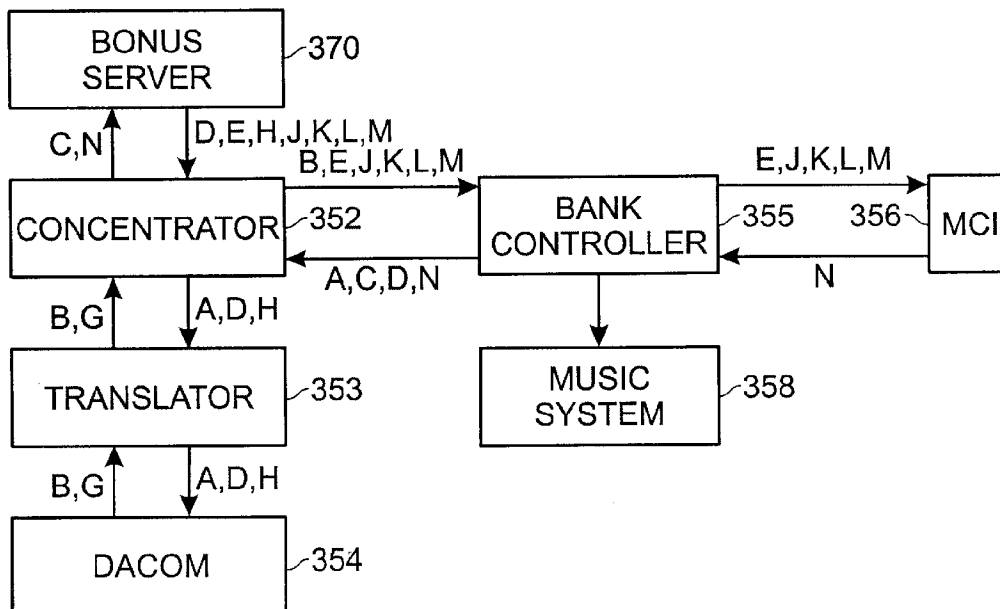 BONUS
SERVER
370
C,N
D,E,H,J,K,L,M
B,E,J,K,L,M
E,J,K,L,M
CONCENTRATOR
352
BANK
CONTROLLER
355
356
MCI
A,C,D,N
N
B,G
A,D,H
TRANSLATOR
353
MUSIC
SYSTEM
358
B,G
A,D,H
DACOM
354